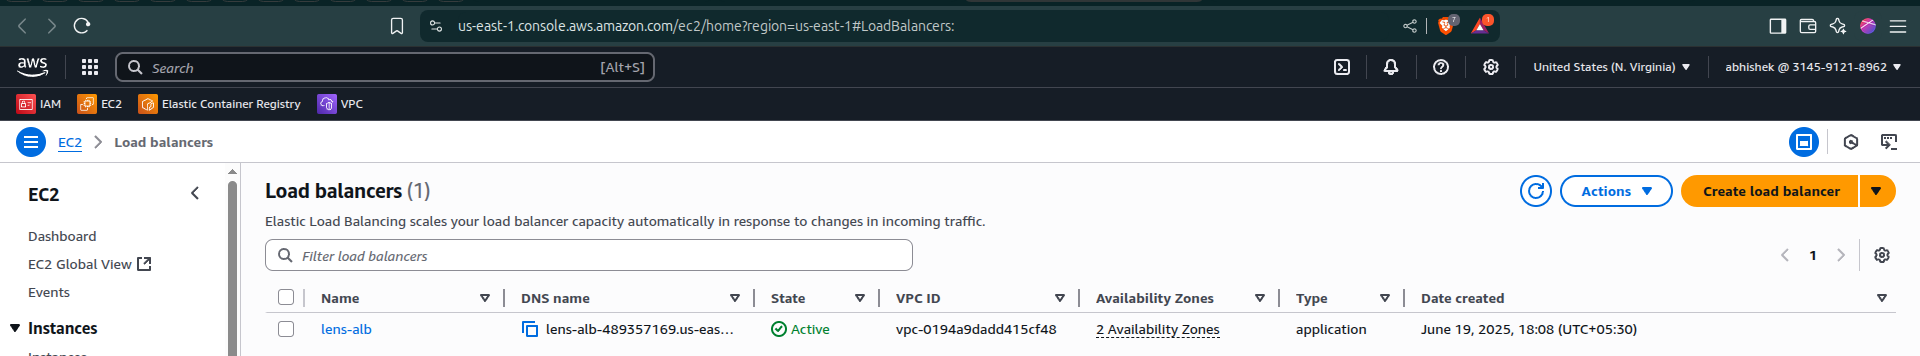 us-east-1.console.aws.amazon.com/ec2/home?region=us-east-1#LoadBalancers:
7
1
aws
Search
[Alt+S]
United States (N. Virginia)
abhishek @ 3145-9121-8962
IAM
EC2
Elastic Container Registry
VPC
EC2
Load balancers
EC2
Dashboard
EC2 Global View
Events
Instances
Load balancers (1)
Actions
Create load balancer
Elastic Load Balancing scales your load balancer capacity automatically in response to changes in incoming traffic.
Filter load balancers
1
Name
DNS name
State
VPC ID
Availability Zones
Type
Date created
lens-alb
lens-alb-489357169.us-eas...
Active
vpc-0194a9dadd415cf48
2 Availability Zones
application
June 19, 2025, 18:08 (UTC+05:30)